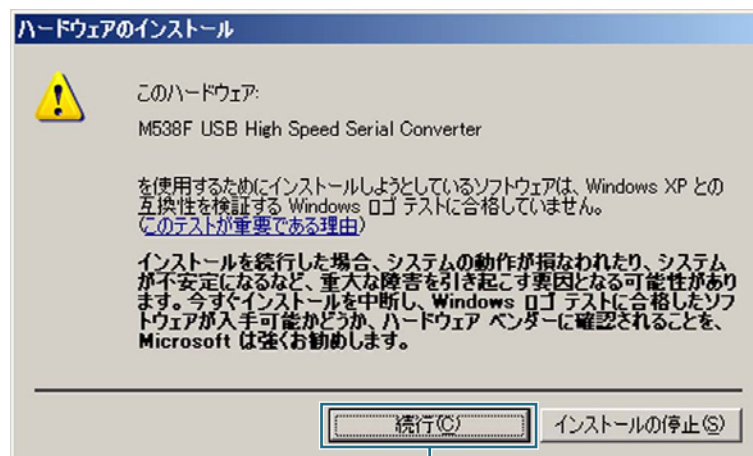 ハードウェアのインストール
このハードウェア:
M538F USB High Speed Serial Converter
を使用するためにインストールしようとしているソフトウェアは、Windows XP との
互換性を検証する Windows ロゴ テストに合格していません。
(このテストが重要である理由)
インストールを続行した場合、システムの動作が損なわれたり、システム
が不安定になるなど、重大な障害を引き起こす要因となる可能性があり
ます。今すぐインストールを中断し、Windows ロゴ テストに合格したソフ
トウェアが入手可能かどうか、ハードウェア ベンダーに確認されることを、
Microsoft は強くお勧めします。
続行(C)
インストールの停止(S)